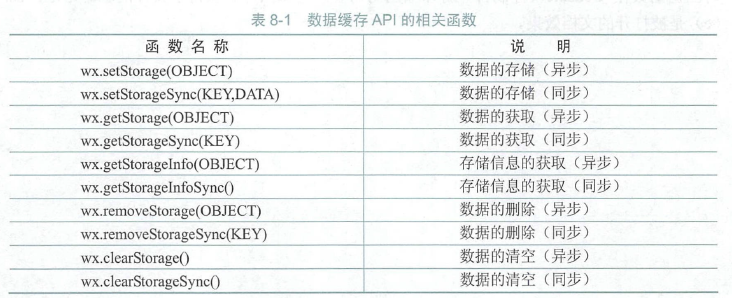 表 8-1 数据缓存 API 的相关函数
函 数 名 称 说 明
wx.setStorage(OBJECT) 数据的存储（异步）
wx.setStorageSync(KEY,DATA) 数据的存储（同步）
wx.getStorage(OBJECT) 数据的获取（异步）
wx.getStorageSync(KEY) 数据的获取（同步）
wx.getStorageInfo(OBJECT) 存储信息的获取（异步）
wx.getStorageInfoSync() 存储信息的获取（同步）
wx.removeStorage(OBJECT) 数据的删除（异步）
wx.removeStorageSync(KEY) 数据的删除（同步）
wx.clearStorage() 数据的清空（异步）
wx.clearStorageSync() 数据的清空（同步）